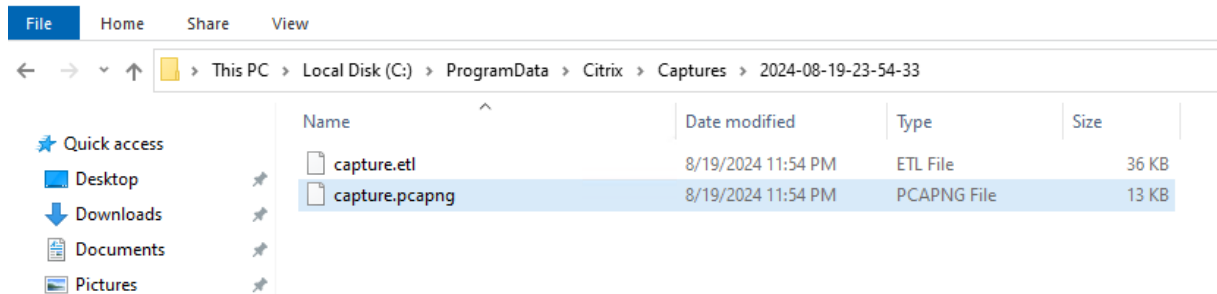 File Home Share View
This PC > Local Disk (C:) > ProgramData > Citrix > Captures > 2024-08-19-23-54-33
Name Date modified Type Size
Quick access
capture.etl 8/19/2024 11:54 PM ETL File 36 KB
Desktop
capture.pcapng 8/19/2024 11:54 PM PCAPNG File 13 KB
Downloads
Documents
Pictures